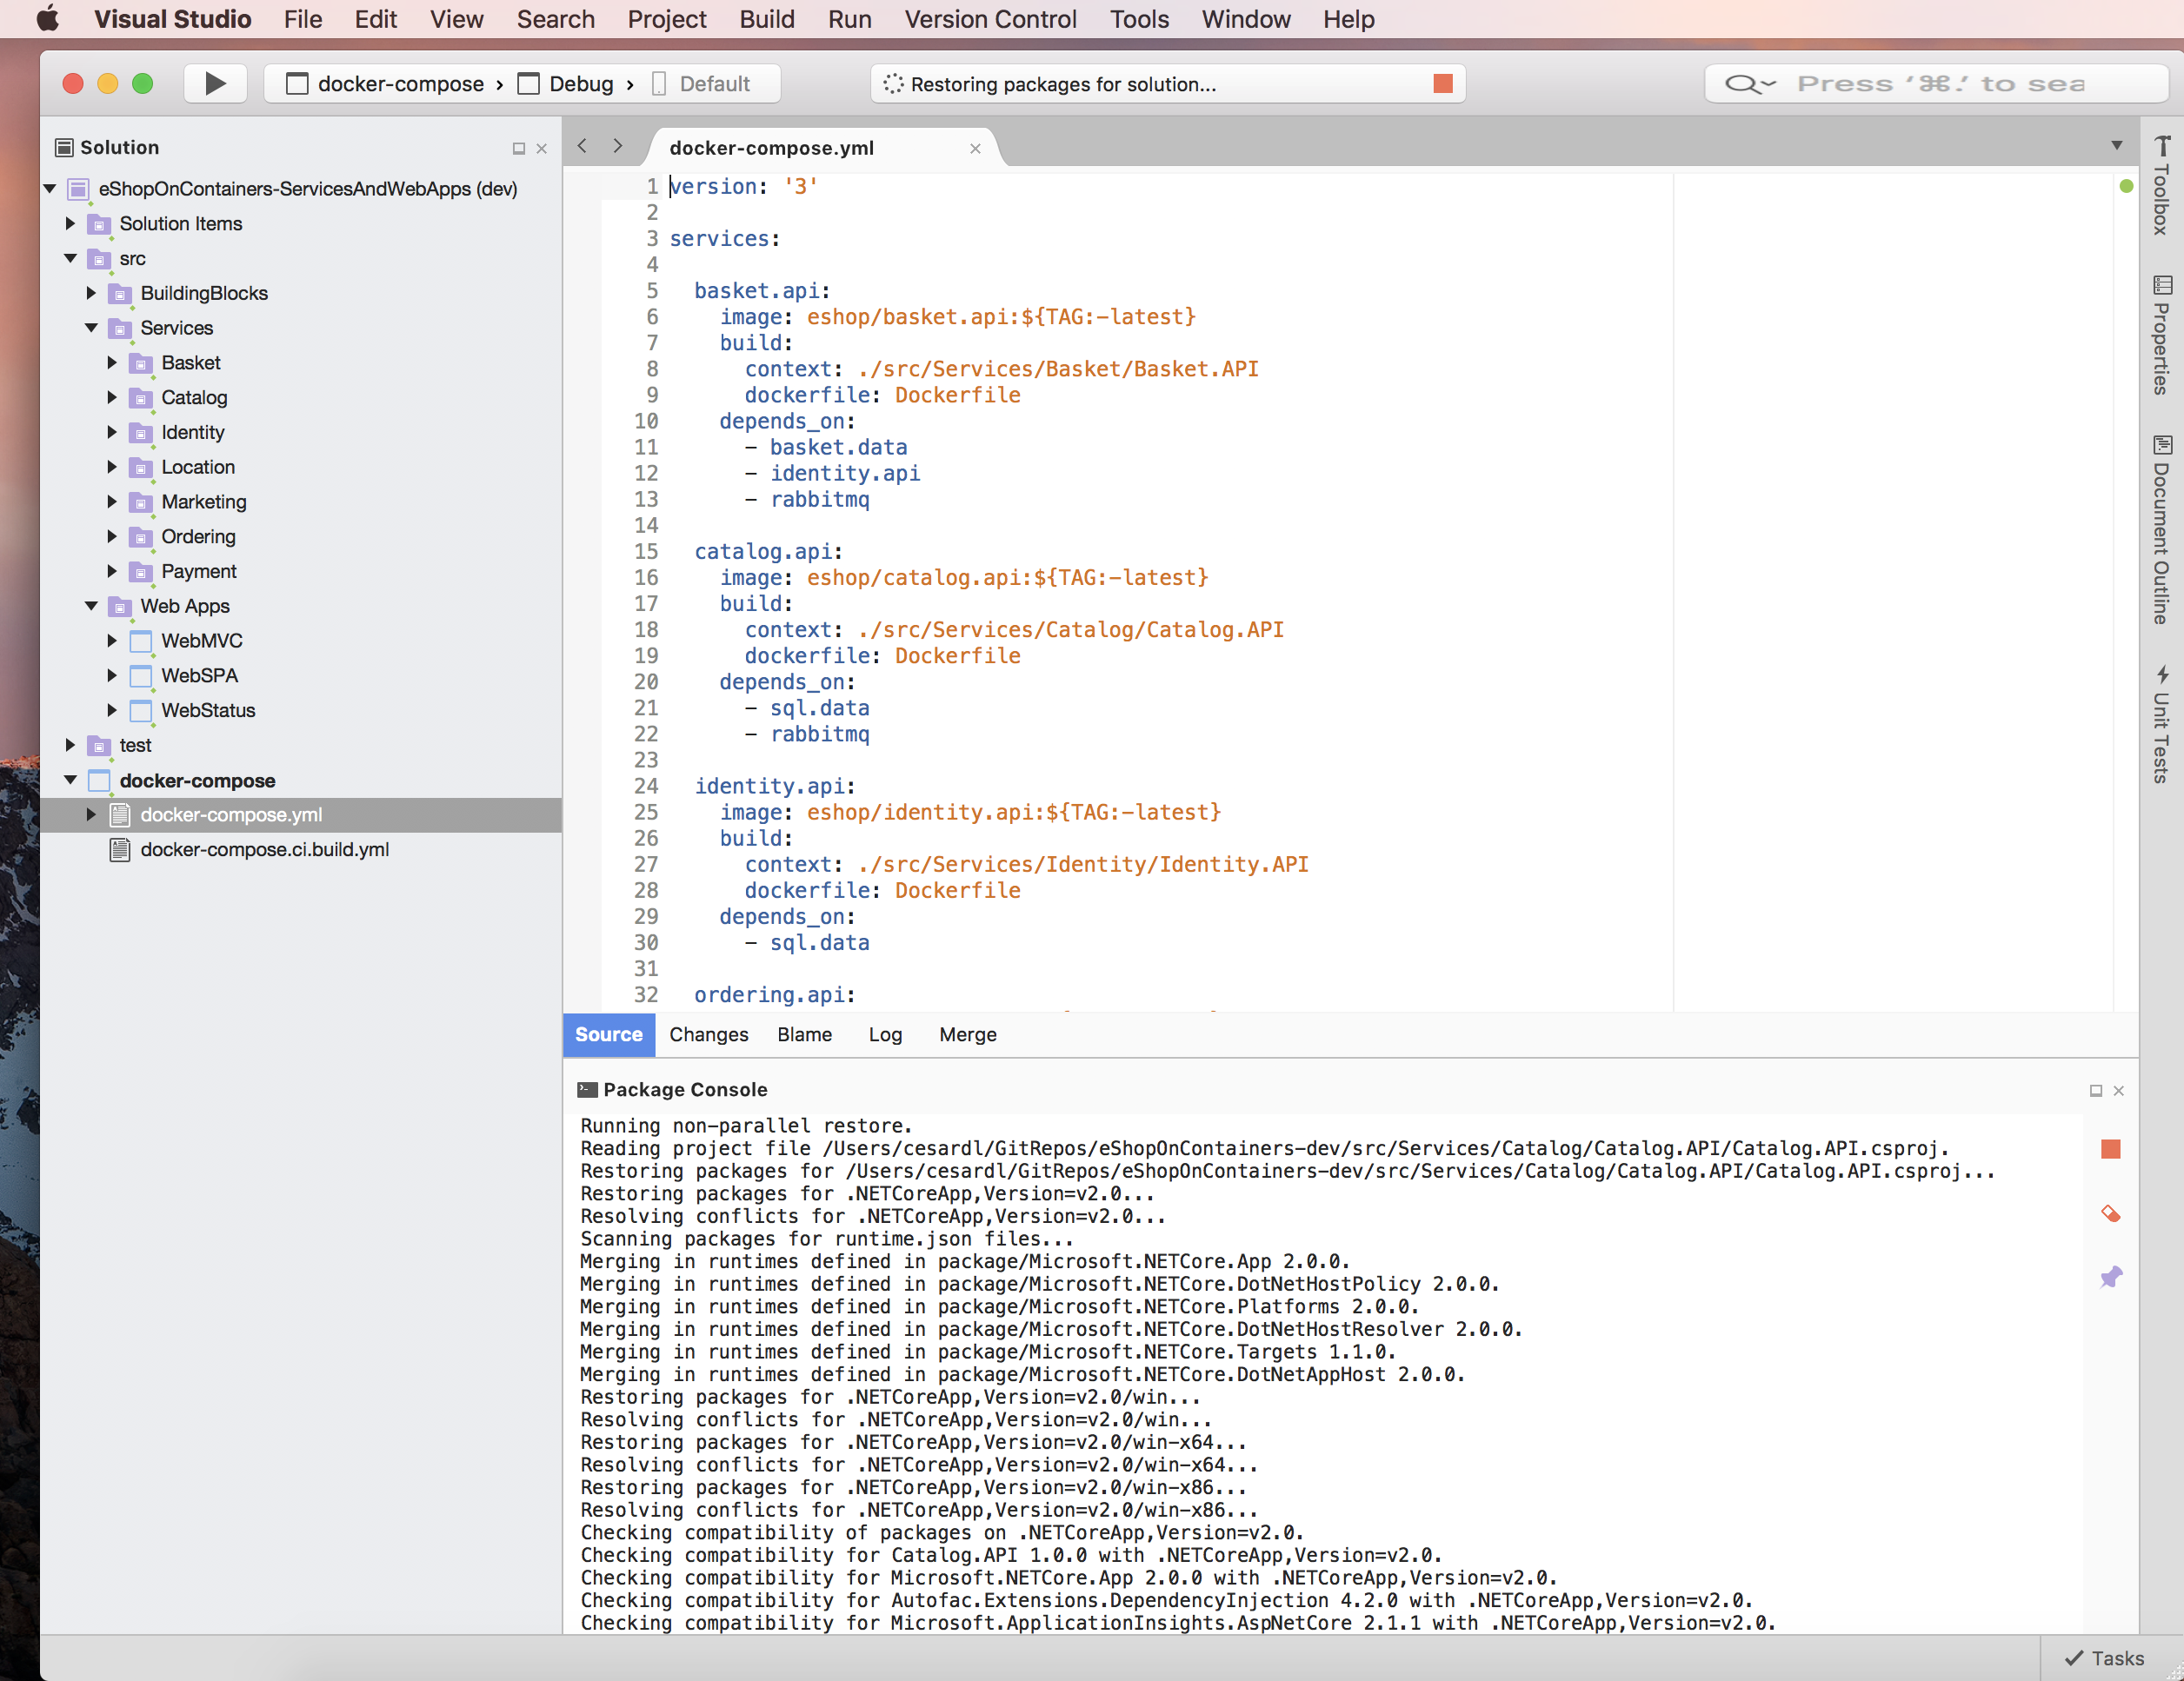 Visual Studio File Edit View Search Project Build Run Version Control Tools Window Help
docker-compose › Debug › Default
Restoring packages for solution...
Press ‘⌘.’ to sea
Solution
eShopOnContainers-ServicesAndWebApps (dev)
Solution Items
src
BuildingBlocks
Services
Basket
Catalog
Identity
Location
Marketing
Ordering
Payment
Web Apps
WebMVC
WebSPA
WebStatus
test
docker-compose
docker-compose.yml
docker-compose.ci.build.yml
docker-compose.yml
1 version: '3'
2
3 services:
4
5 basket.api:
6 image: eshop/basket.api:${TAG:-latest}
7 build:
8 context: ./src/Services/Basket/Basket.API
9 dockerfile: Dockerfile
10 depends_on:
11 - basket.data
12 - identity.api
13 - rabbitmq
14
15 catalog.api:
16 image: eshop/catalog.api:${TAG:-latest}
17 build:
18 context: ./src/Services/Catalog/Catalog.API
19 dockerfile: Dockerfile
20 depends_on:
21 - sql.data
22 - rabbitmq
23
24 identity.api:
25 image: eshop/identity.api:${TAG:-latest}
26 build:
27 context: ./src/Services/Identity/Identity.API
28 dockerfile: Dockerfile
29 depends_on:
30 - sql.data
31
32 ordering.api:
Source Changes Blame Log Merge
Package Console
Running non-parallel restore.
Reading project file /Users/cesardl/GitRepos/eShopOnContainers-dev/src/Services/Catalog/Catalog.API/Catalog.API.csproj.
Restoring packages for /Users/cesardl/GitRepos/eShopOnContainers-dev/src/Services/Catalog/Catalog.API/Catalog.API.csproj...
Restoring packages for .NETCoreApp,Version=v2.0...
Resolving conflicts for .NETCoreApp,Version=v2.0...
Scanning packages for runtime.json files...
Merging in runtimes defined in package/Microsoft.NETCore.App 2.0.0.
Merging in runtimes defined in package/Microsoft.NETCore.DotNetHostPolicy 2.0.0.
Merging in runtimes defined in package/Microsoft.NETCore.Platforms 2.0.0.
Merging in runtimes defined in package/Microsoft.NETCore.DotNetHostResolver 2.0.0.
Merging in runtimes defined in package/Microsoft.NETCore.Targets 1.1.0.
Merging in runtimes defined in package/Microsoft.NETCore.DotNetAppHost 2.0.0.
Restoring packages for .NETCoreApp,Version=v2.0/win...
Resolving conflicts for .NETCoreApp,Version=v2.0/win...
Restoring packages for .NETCoreApp,Version=v2.0/win-x64...
Resolving conflicts for .NETCoreApp,Version=v2.0/win-x64...
Restoring packages for .NETCoreApp,Version=v2.0/win-x86...
Resolving conflicts for .NETCoreApp,Version=v2.0/win-x86...
Checking compatibility of packages on .NETCoreApp,Version=v2.0.
Checking compatibility for Catalog.API 1.0.0 with .NETCoreApp,Version=v2.0.
Checking compatibility for Microsoft.NETCore.App 2.0.0 with .NETCoreApp,Version=v2.0.
Checking compatibility for Autofac.Extensions.DependencyInjection 4.2.0 with .NETCoreApp,Version=v2.0.
Checking compatibility for Microsoft.ApplicationInsights.AspNetCore 2.1.1 with .NETCoreApp,Version=v2.0.
Toolbox
Properties
Document Outline
Unit Tests
Tasks